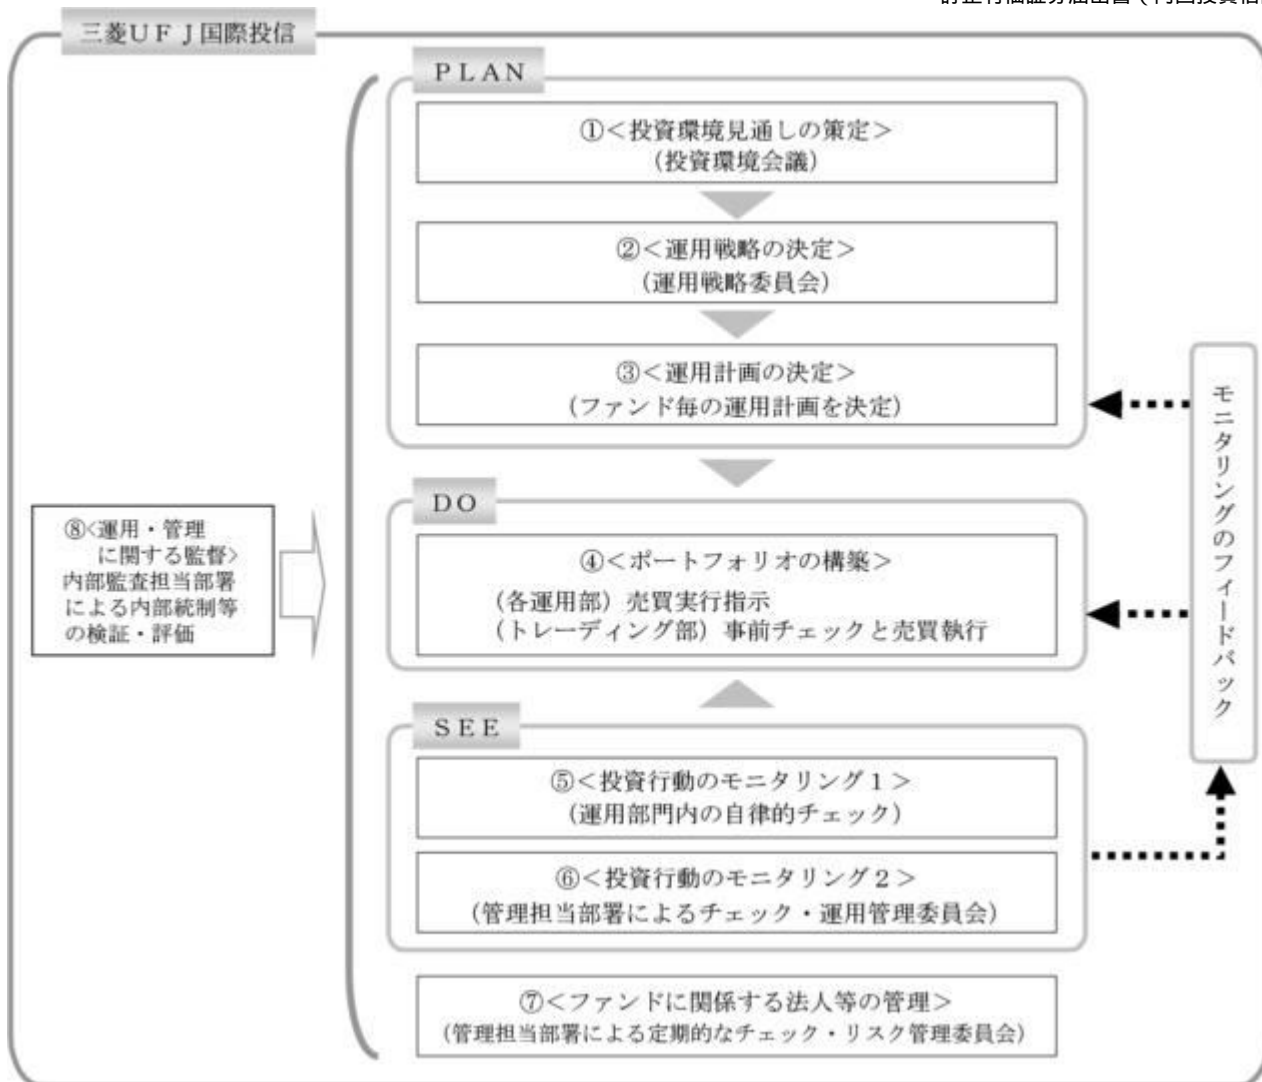 三菱ＵＦＪ国際投信
ＰＬＡＮ
①＜投資環境見通しの策定＞
（投資環境会議）
②＜運用戦略の決定＞
（運用戦略委員会）
③＜運用計画の決定＞
（ファンド毎の運用計画を決定）
ＤＯ
④＜ポートフォリオの構築＞
（各運用部）売買実行指示
（トレーディング部）事前チェックと売買執行
ＳＥＥ
⑤＜投資行動のモニタリング１＞
（運用部門内の自律的チェック）
⑥＜投資行動のモニタリング２＞
（管理担当部署によるチェック・運用管理委員会）
⑦＜ファンドに関係する法人等の管理＞
（管理担当部署による定期的なチェック・リスク管理委員会）
⑧<運用・管理
に関する監督>
内部監査担当部署
による内部統制等
の検証・評価
モニタリングのフィードバック